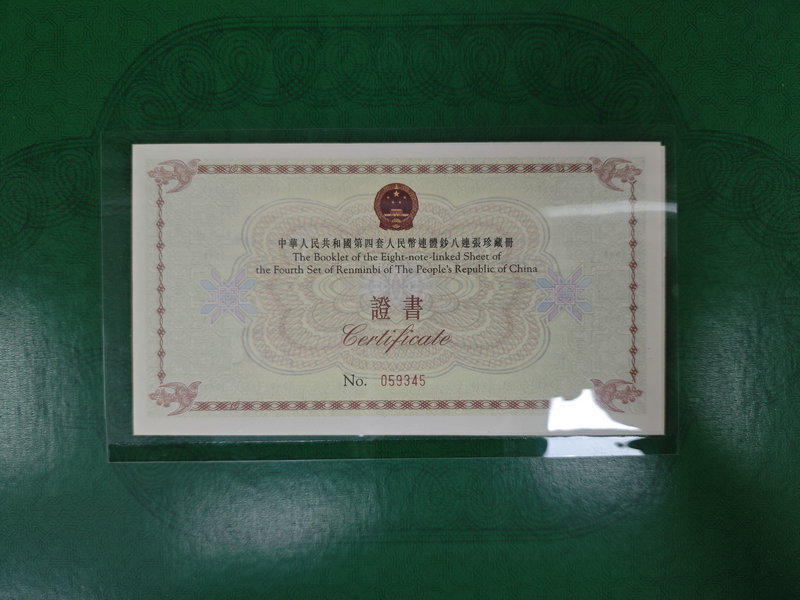 中華人民共和國第四套人民幣連體鈔八連張珍藏冊
The Booklet of the Eight-note-linked Sheet of
the Fourth Set of Renminbi of The People's Republic of China
證書
Certificate
No. 059345